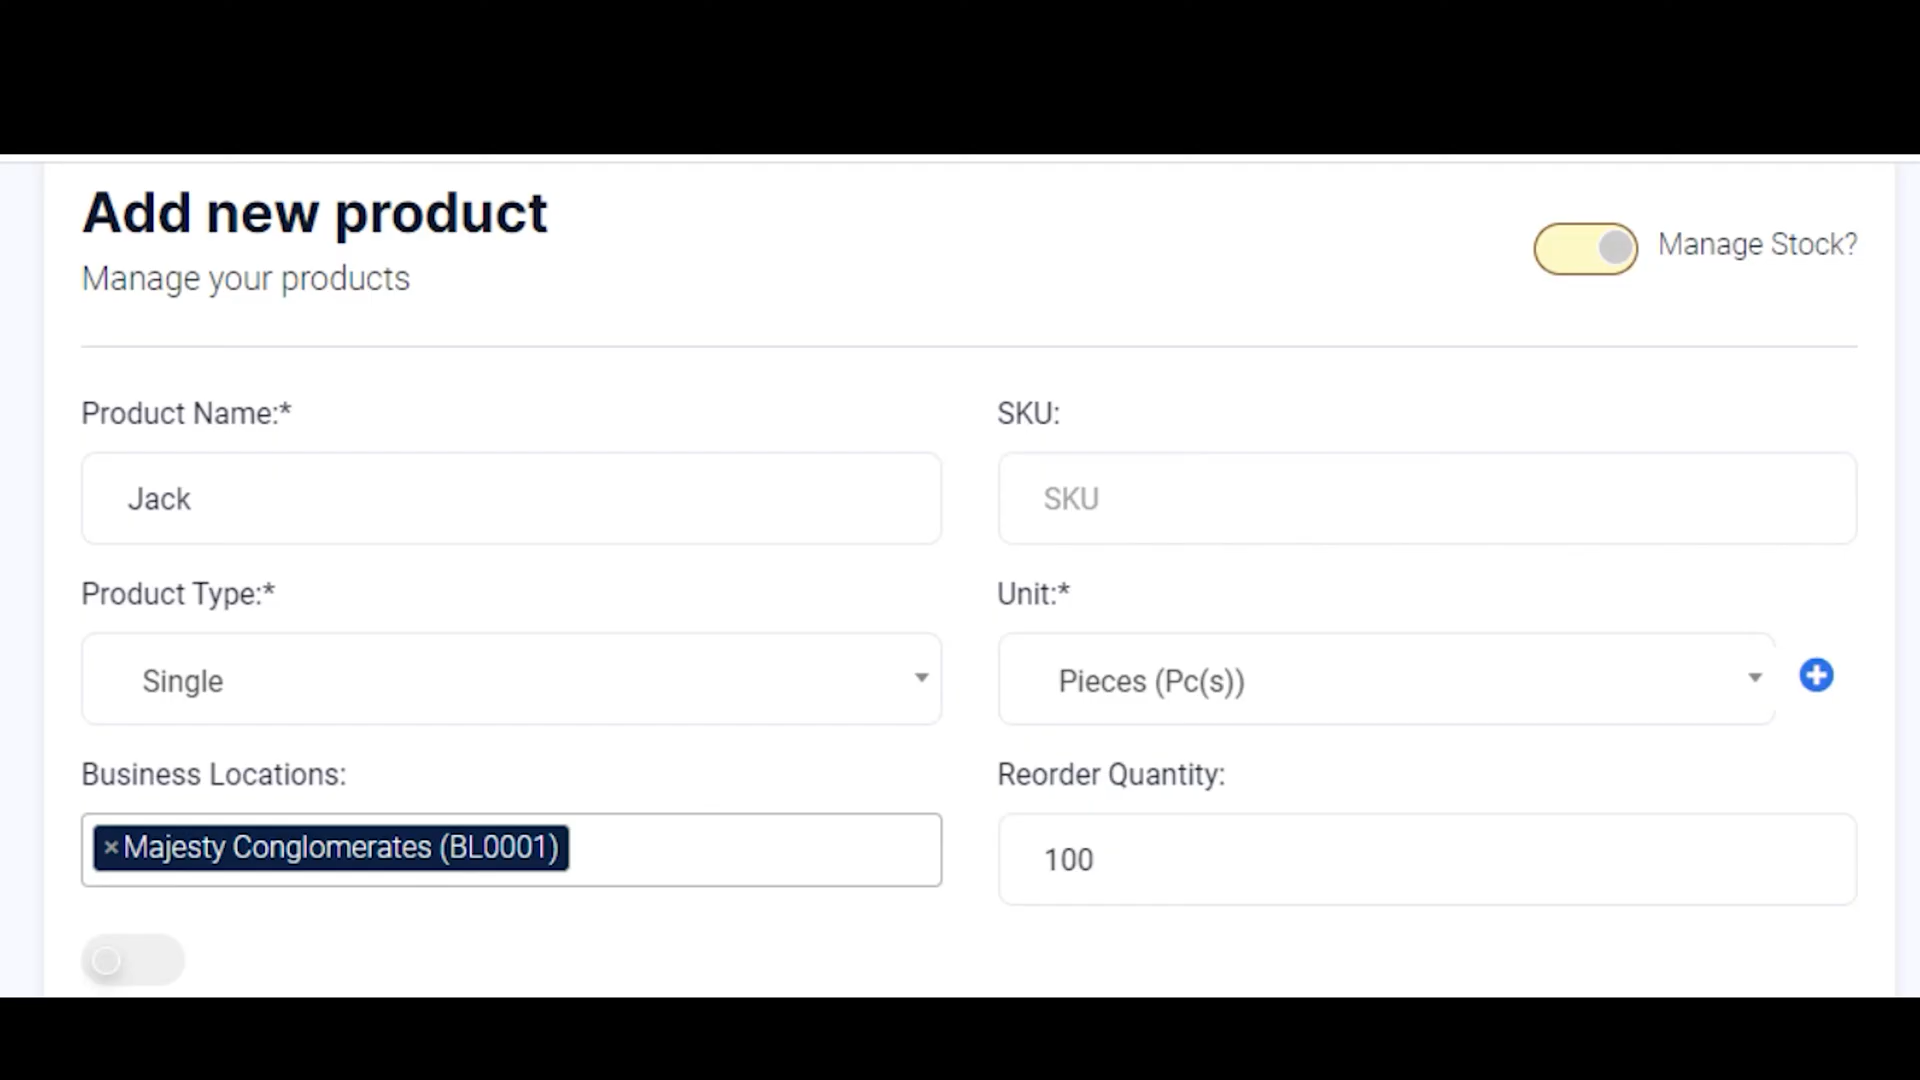 Add new product
Manage your products
Manage Stock?
Product Name:*
SKU:
Jack
SKU
Product Type:*
Unit:*
Single
Pieces (Pc(s))
Business Locations:
Reorder Quantity:
×Majesty Conglomerates (BL0001)
100